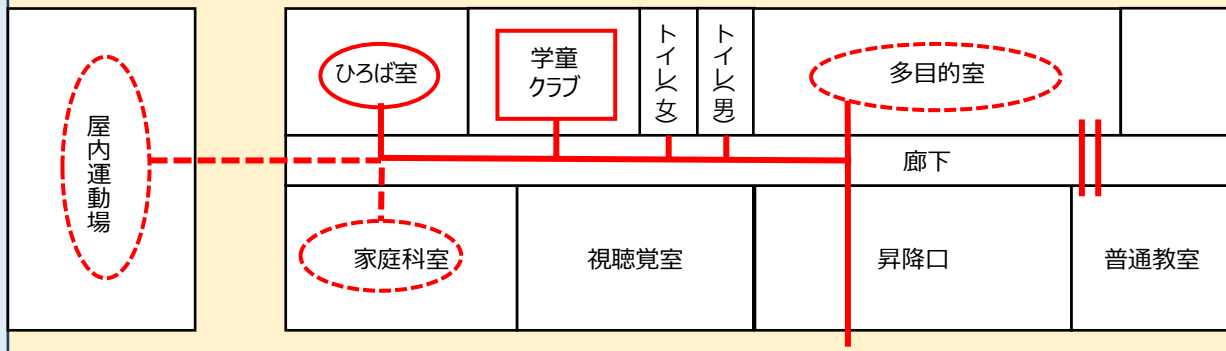 屋内運動場
ひろば室
学童
クラブ
トイレ(女)
トイレ(男)
多目的室
廊下
家庭科室
視聴覚室
昇降口
普通教室